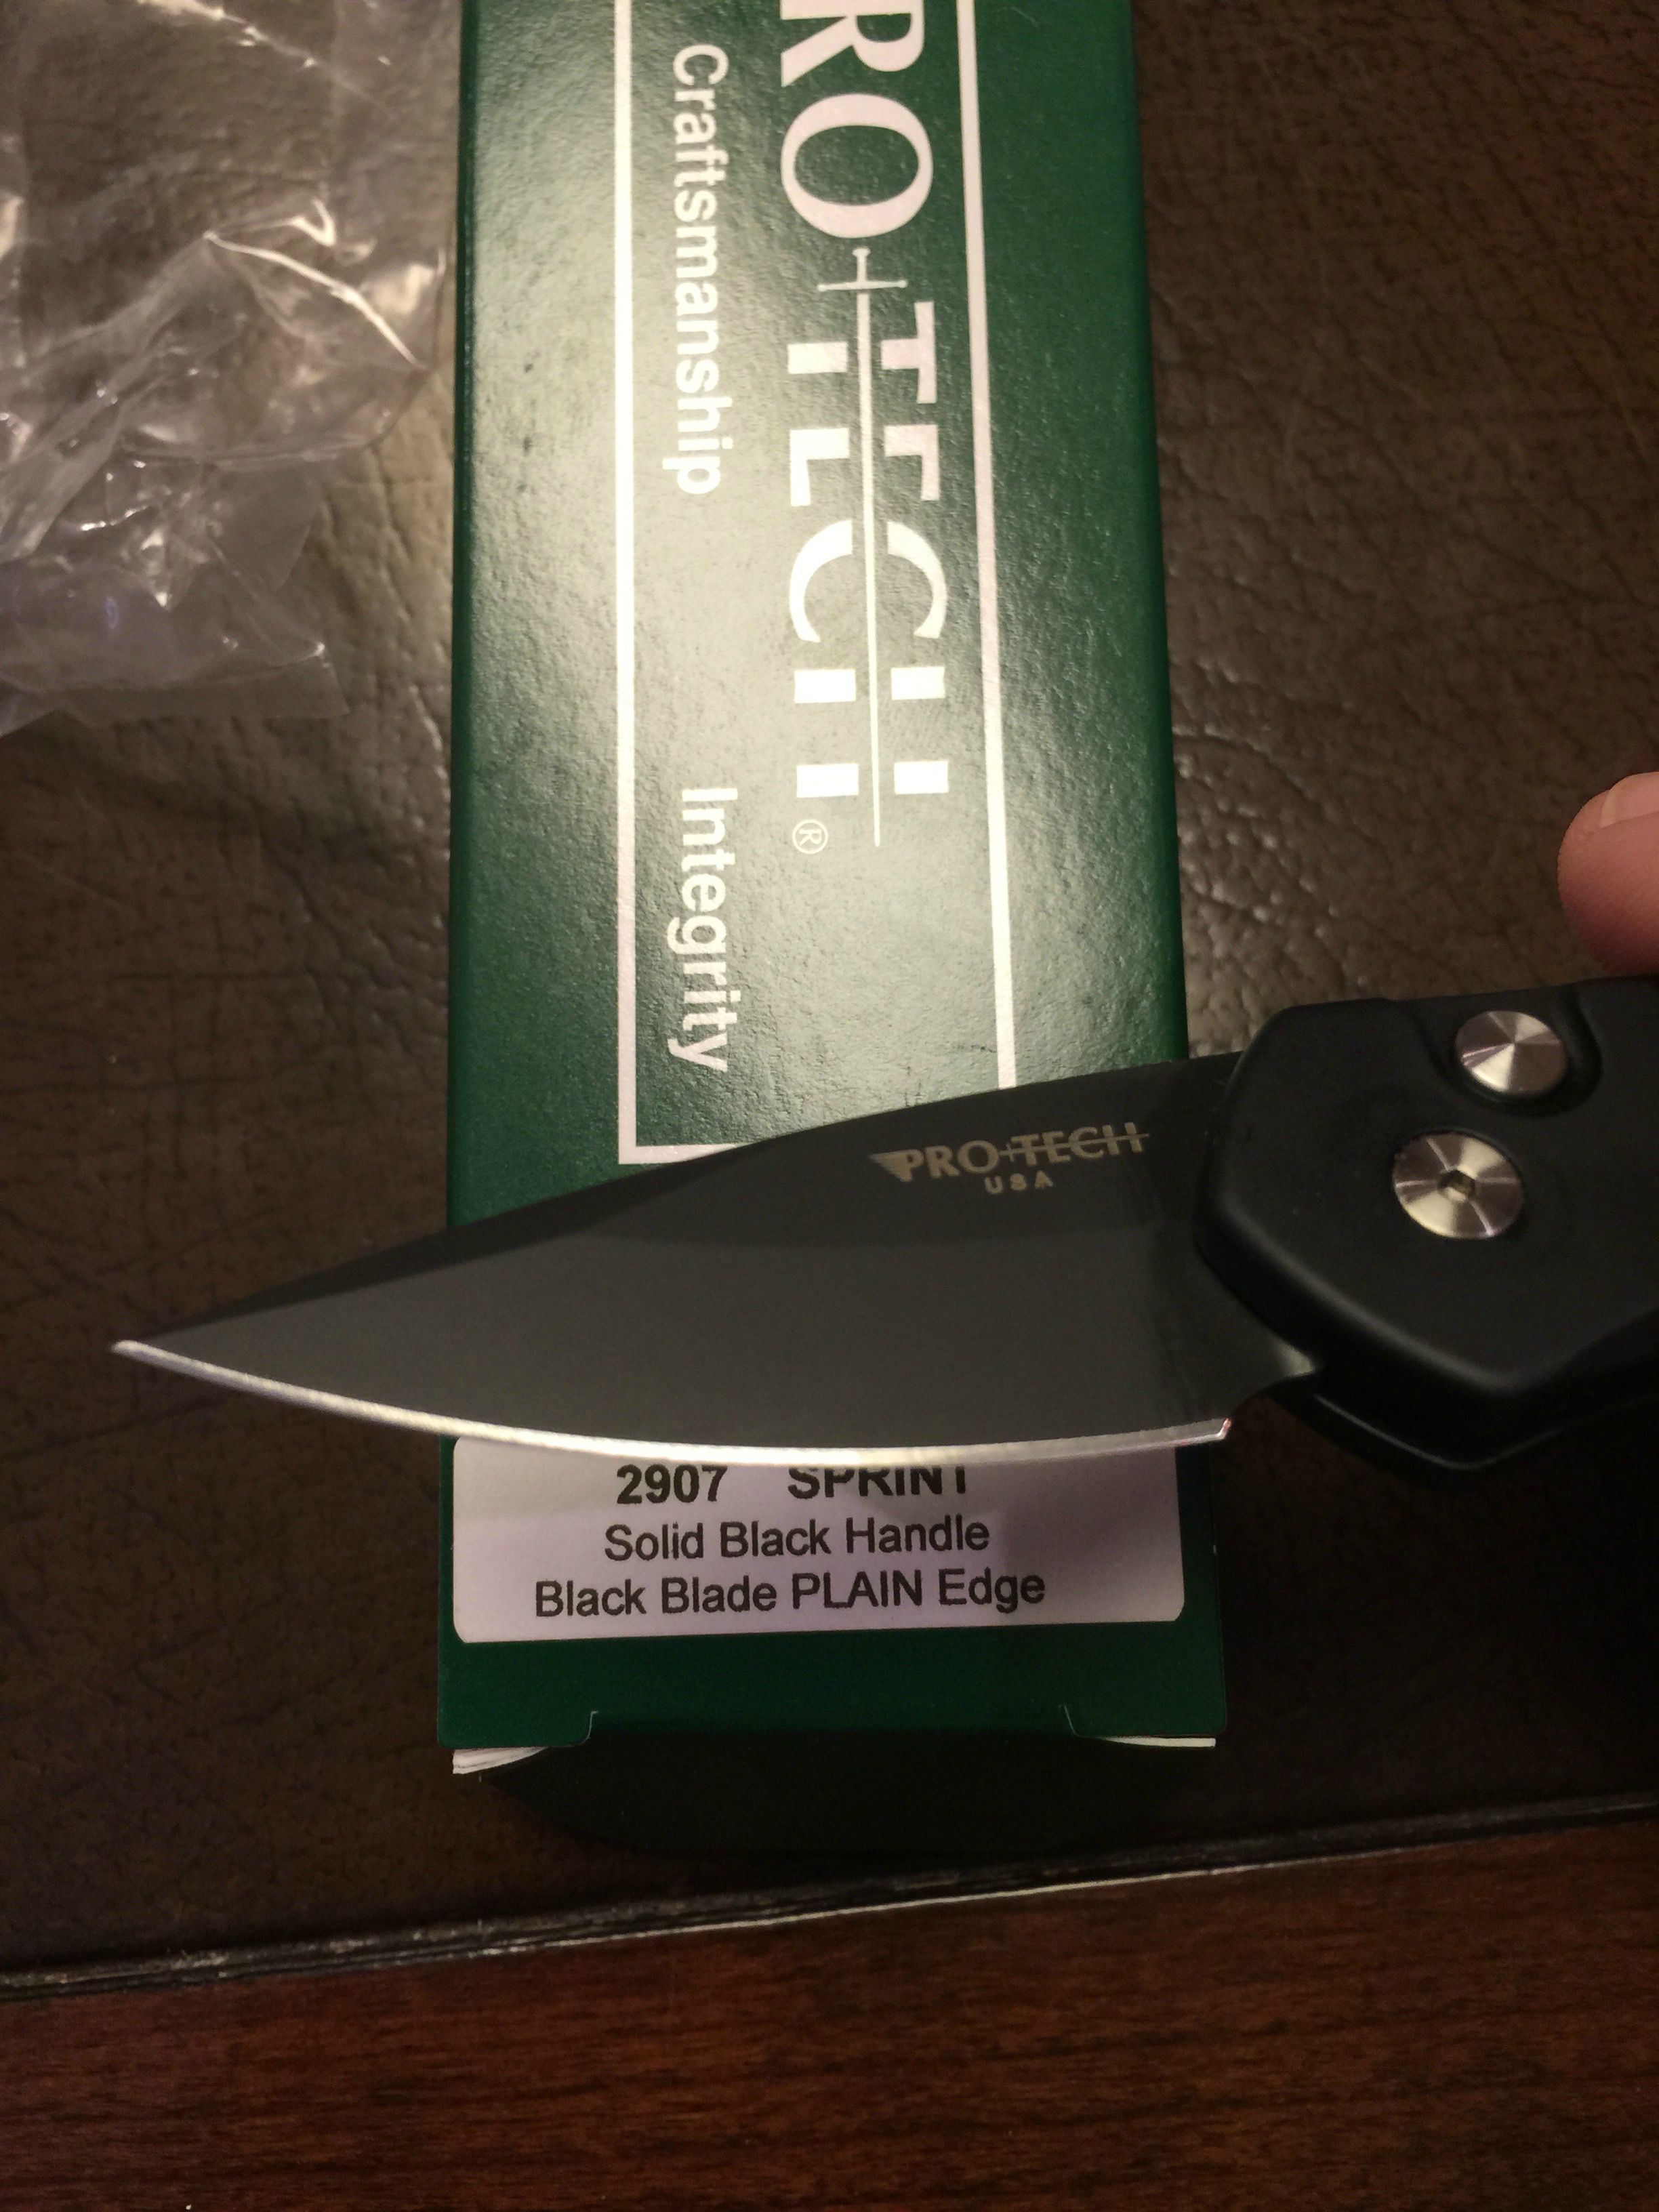 RO-TECH®
Craftsmanship Integrity
PRO-TECH
USA
2907 SPRINT
Solid Black Handle
Black Blade PLAIN Edge